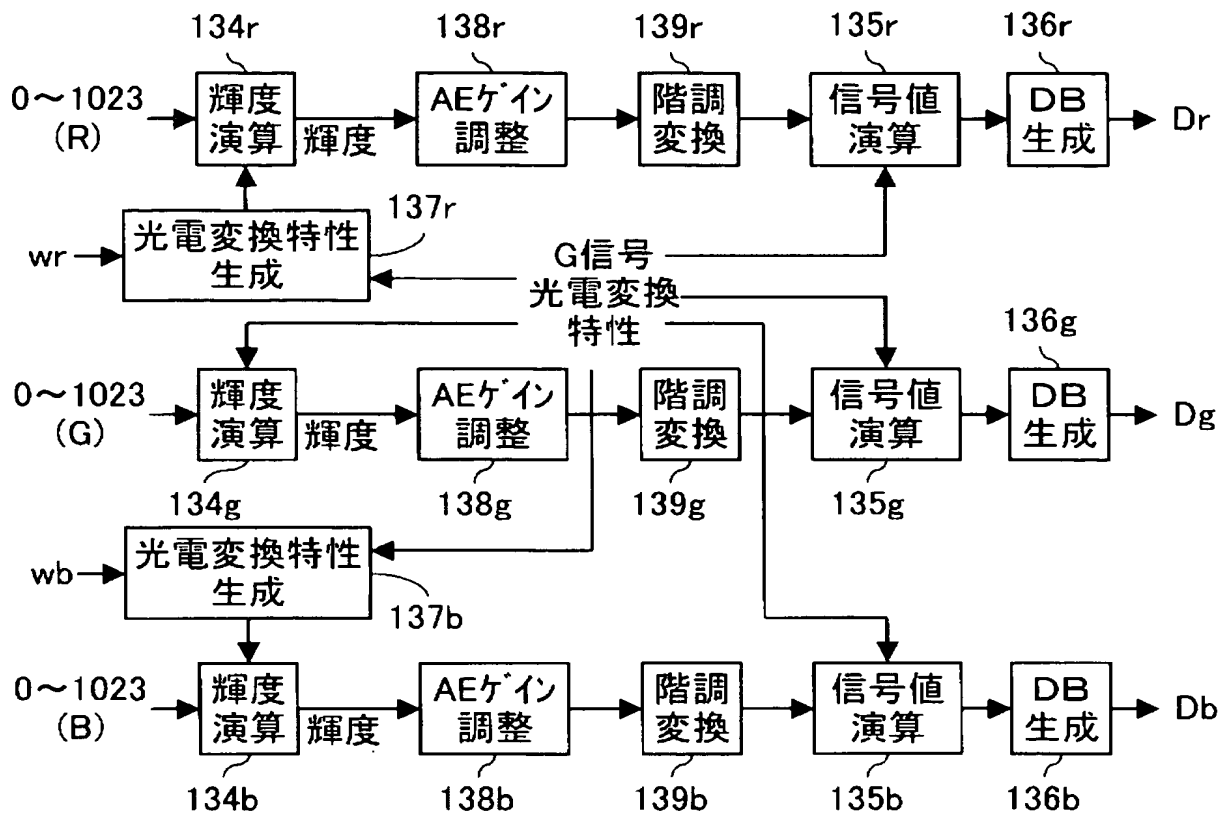 134r
138r
139r
135r
136r
0～1023
(R)
輝度
演算
輝度
AEｹﾞイン
調整
階調
変換
信号値
演算
DB
生成
Dr
wr
光電変換特性
生成
137r
G信号
光電変換
特性
136g
0～1023
(G)
輝度
演算
輝度
AEｹﾞイン
調整
階調
変換
信号値
演算
DB
生成
Dg
134g
138g
139g
135g
wb
光電変換特性
生成
137b
0～1023
(B)
輝度
演算
輝度
AEｹﾞイン
調整
階調
変換
信号値
演算
DB
生成
Db
134b
138b
139b
135b
136b